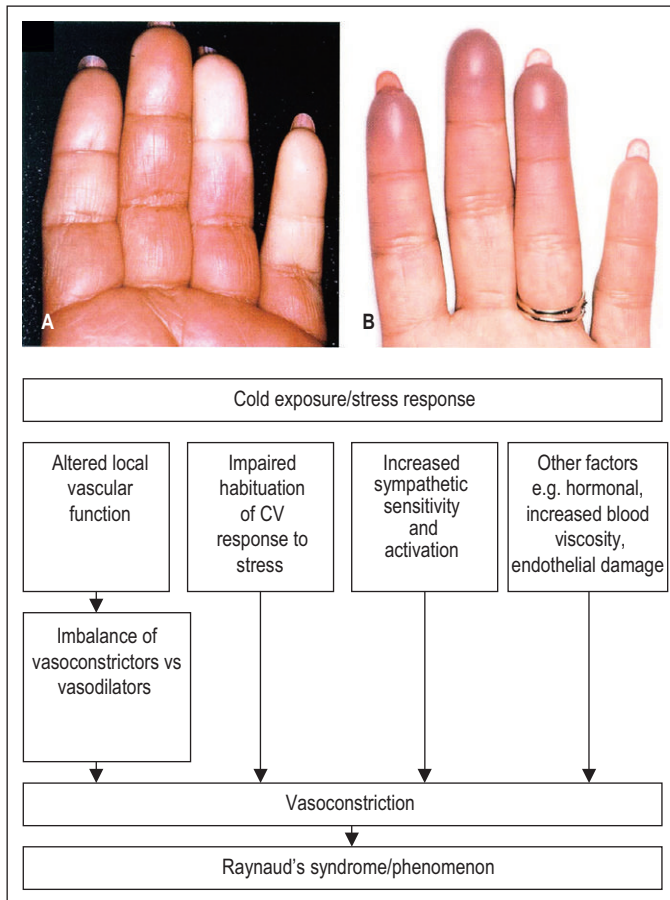 A
B
Cold exposure/stress response
Altered local
vascular
function
Impaired
habituation
of CV
response to
stress
Increased
sympathetic
sensitivity
and
activation
Other factors
e.g. hormonal,
increased blood
viscosity,
endothelial damage
Imbalance of
vasoconstrictors vs
vasodilators
Vasoconstriction
Raynaud's syndrome/phenomenon